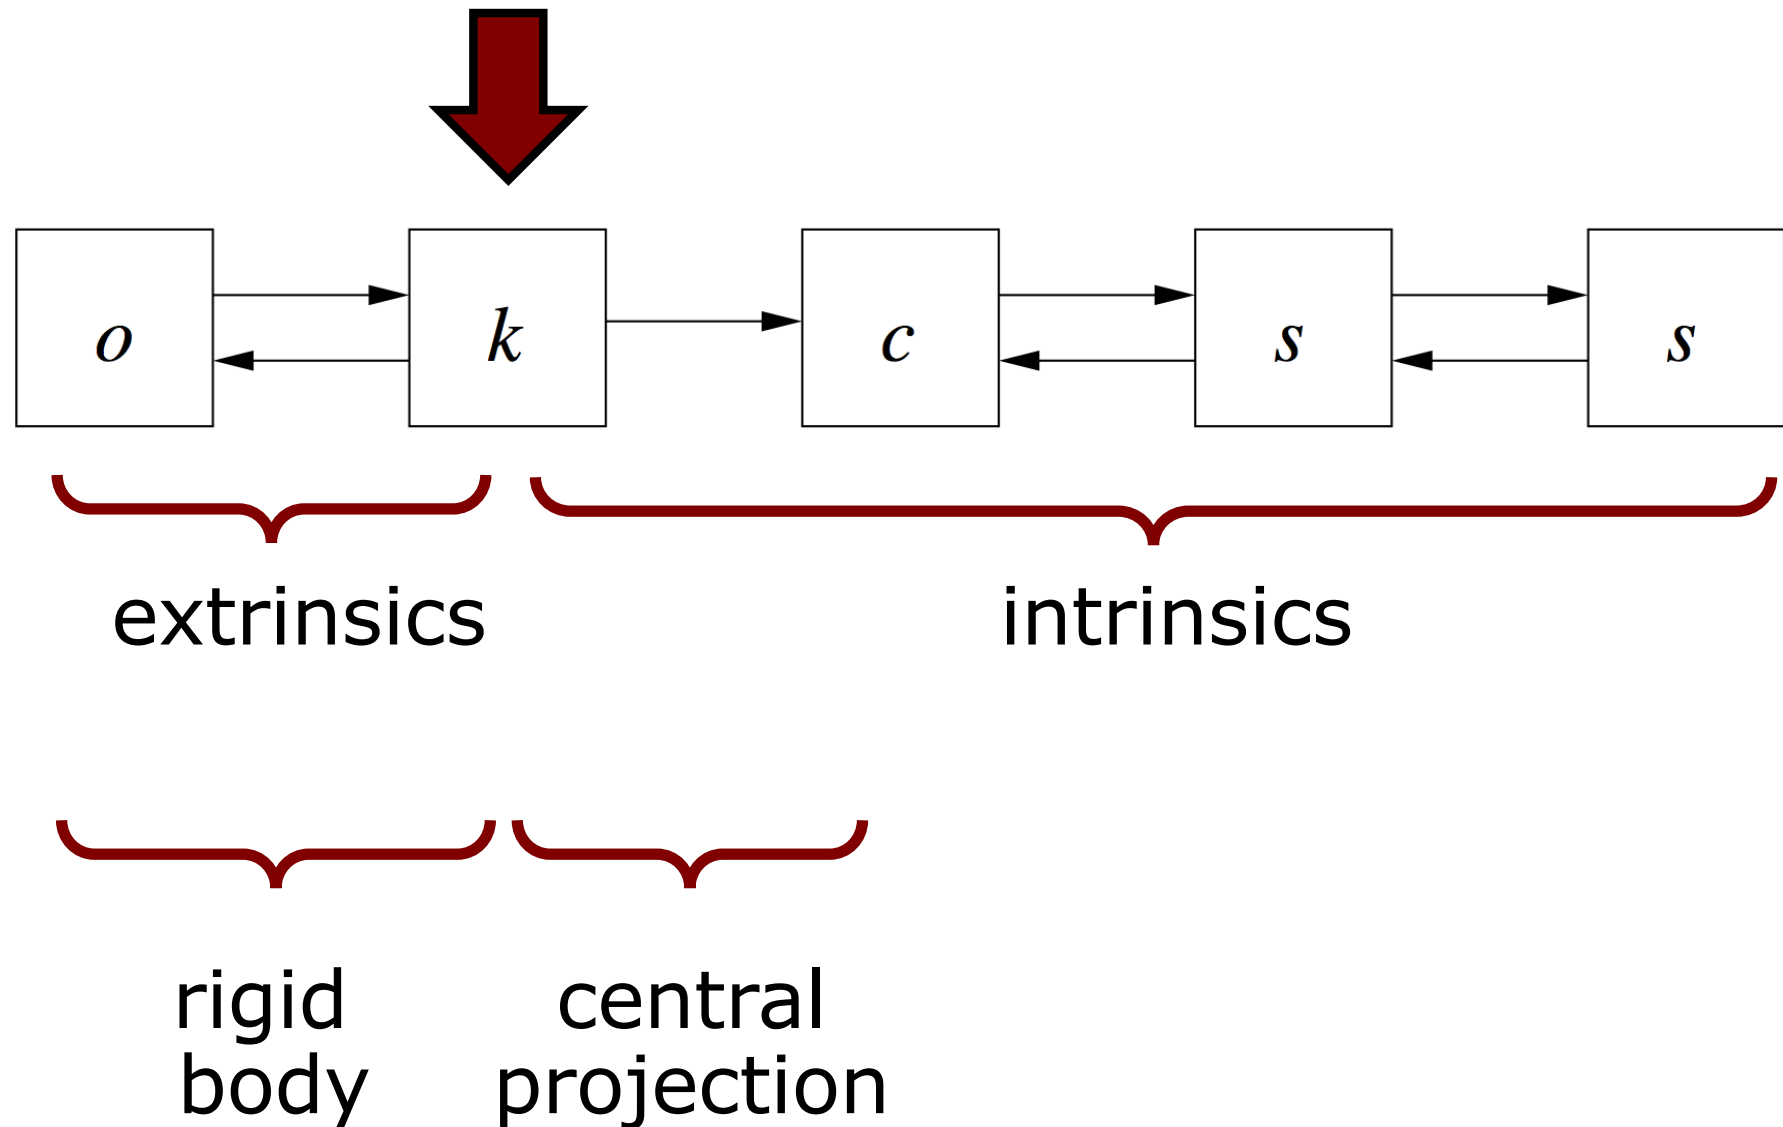 o k c s s
extrinsics intrinsics
rigid central
body projection